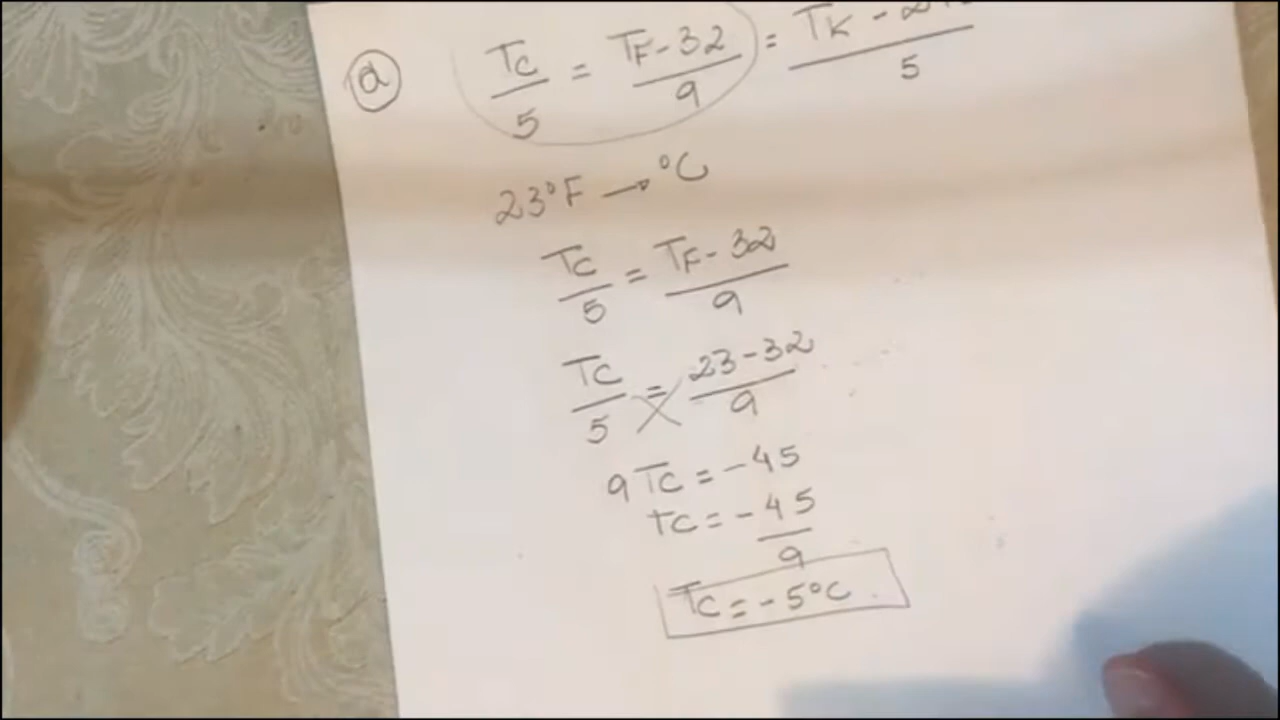 a Tc/5 = TF-32/9 = TK-2/5
23°F → °C
Tc/5 = TF-32/9
Tc/5 = 23-32/9
9Tc = -45
Tc = -45/9
Tc = -5°C